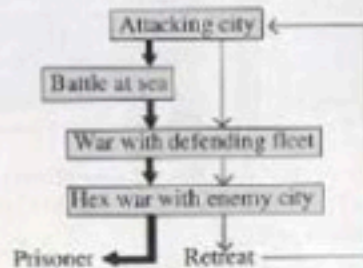 Attacking city
Battle at sea
War with defending fleet
Hex war with enemy city
Prisoner Retreat